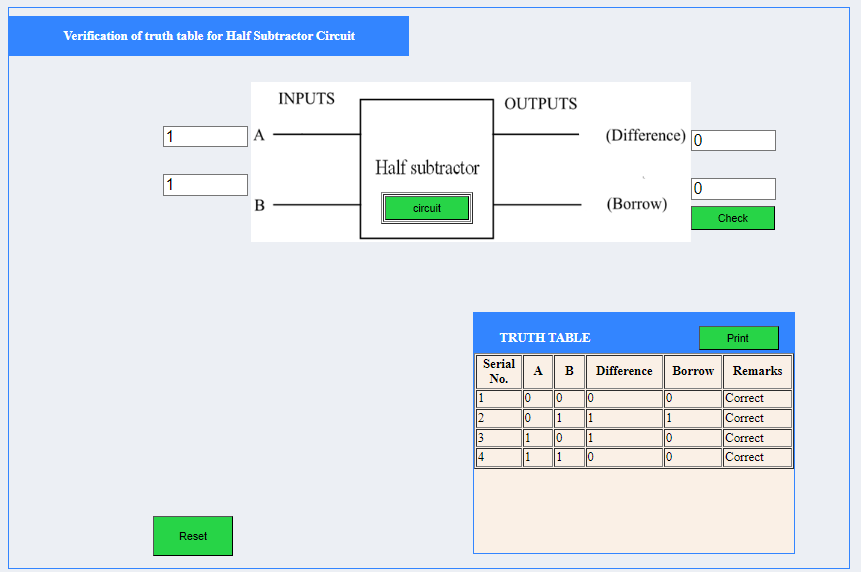 Verification of truth table for Half Subtractor Circuit
INPUTS
OUTPUTS
1
A
(Difference)
0
Half subtractor
1
B
circuit
(Borrow)
0
Check
TRUTH TABLE
Print
Serial No. A B Difference Borrow Remarks
1 0 0 0 0 Correct
2 0 1 1 1 Correct
3 1 0 1 0 Correct
4 1 1 0 0 Correct
Reset